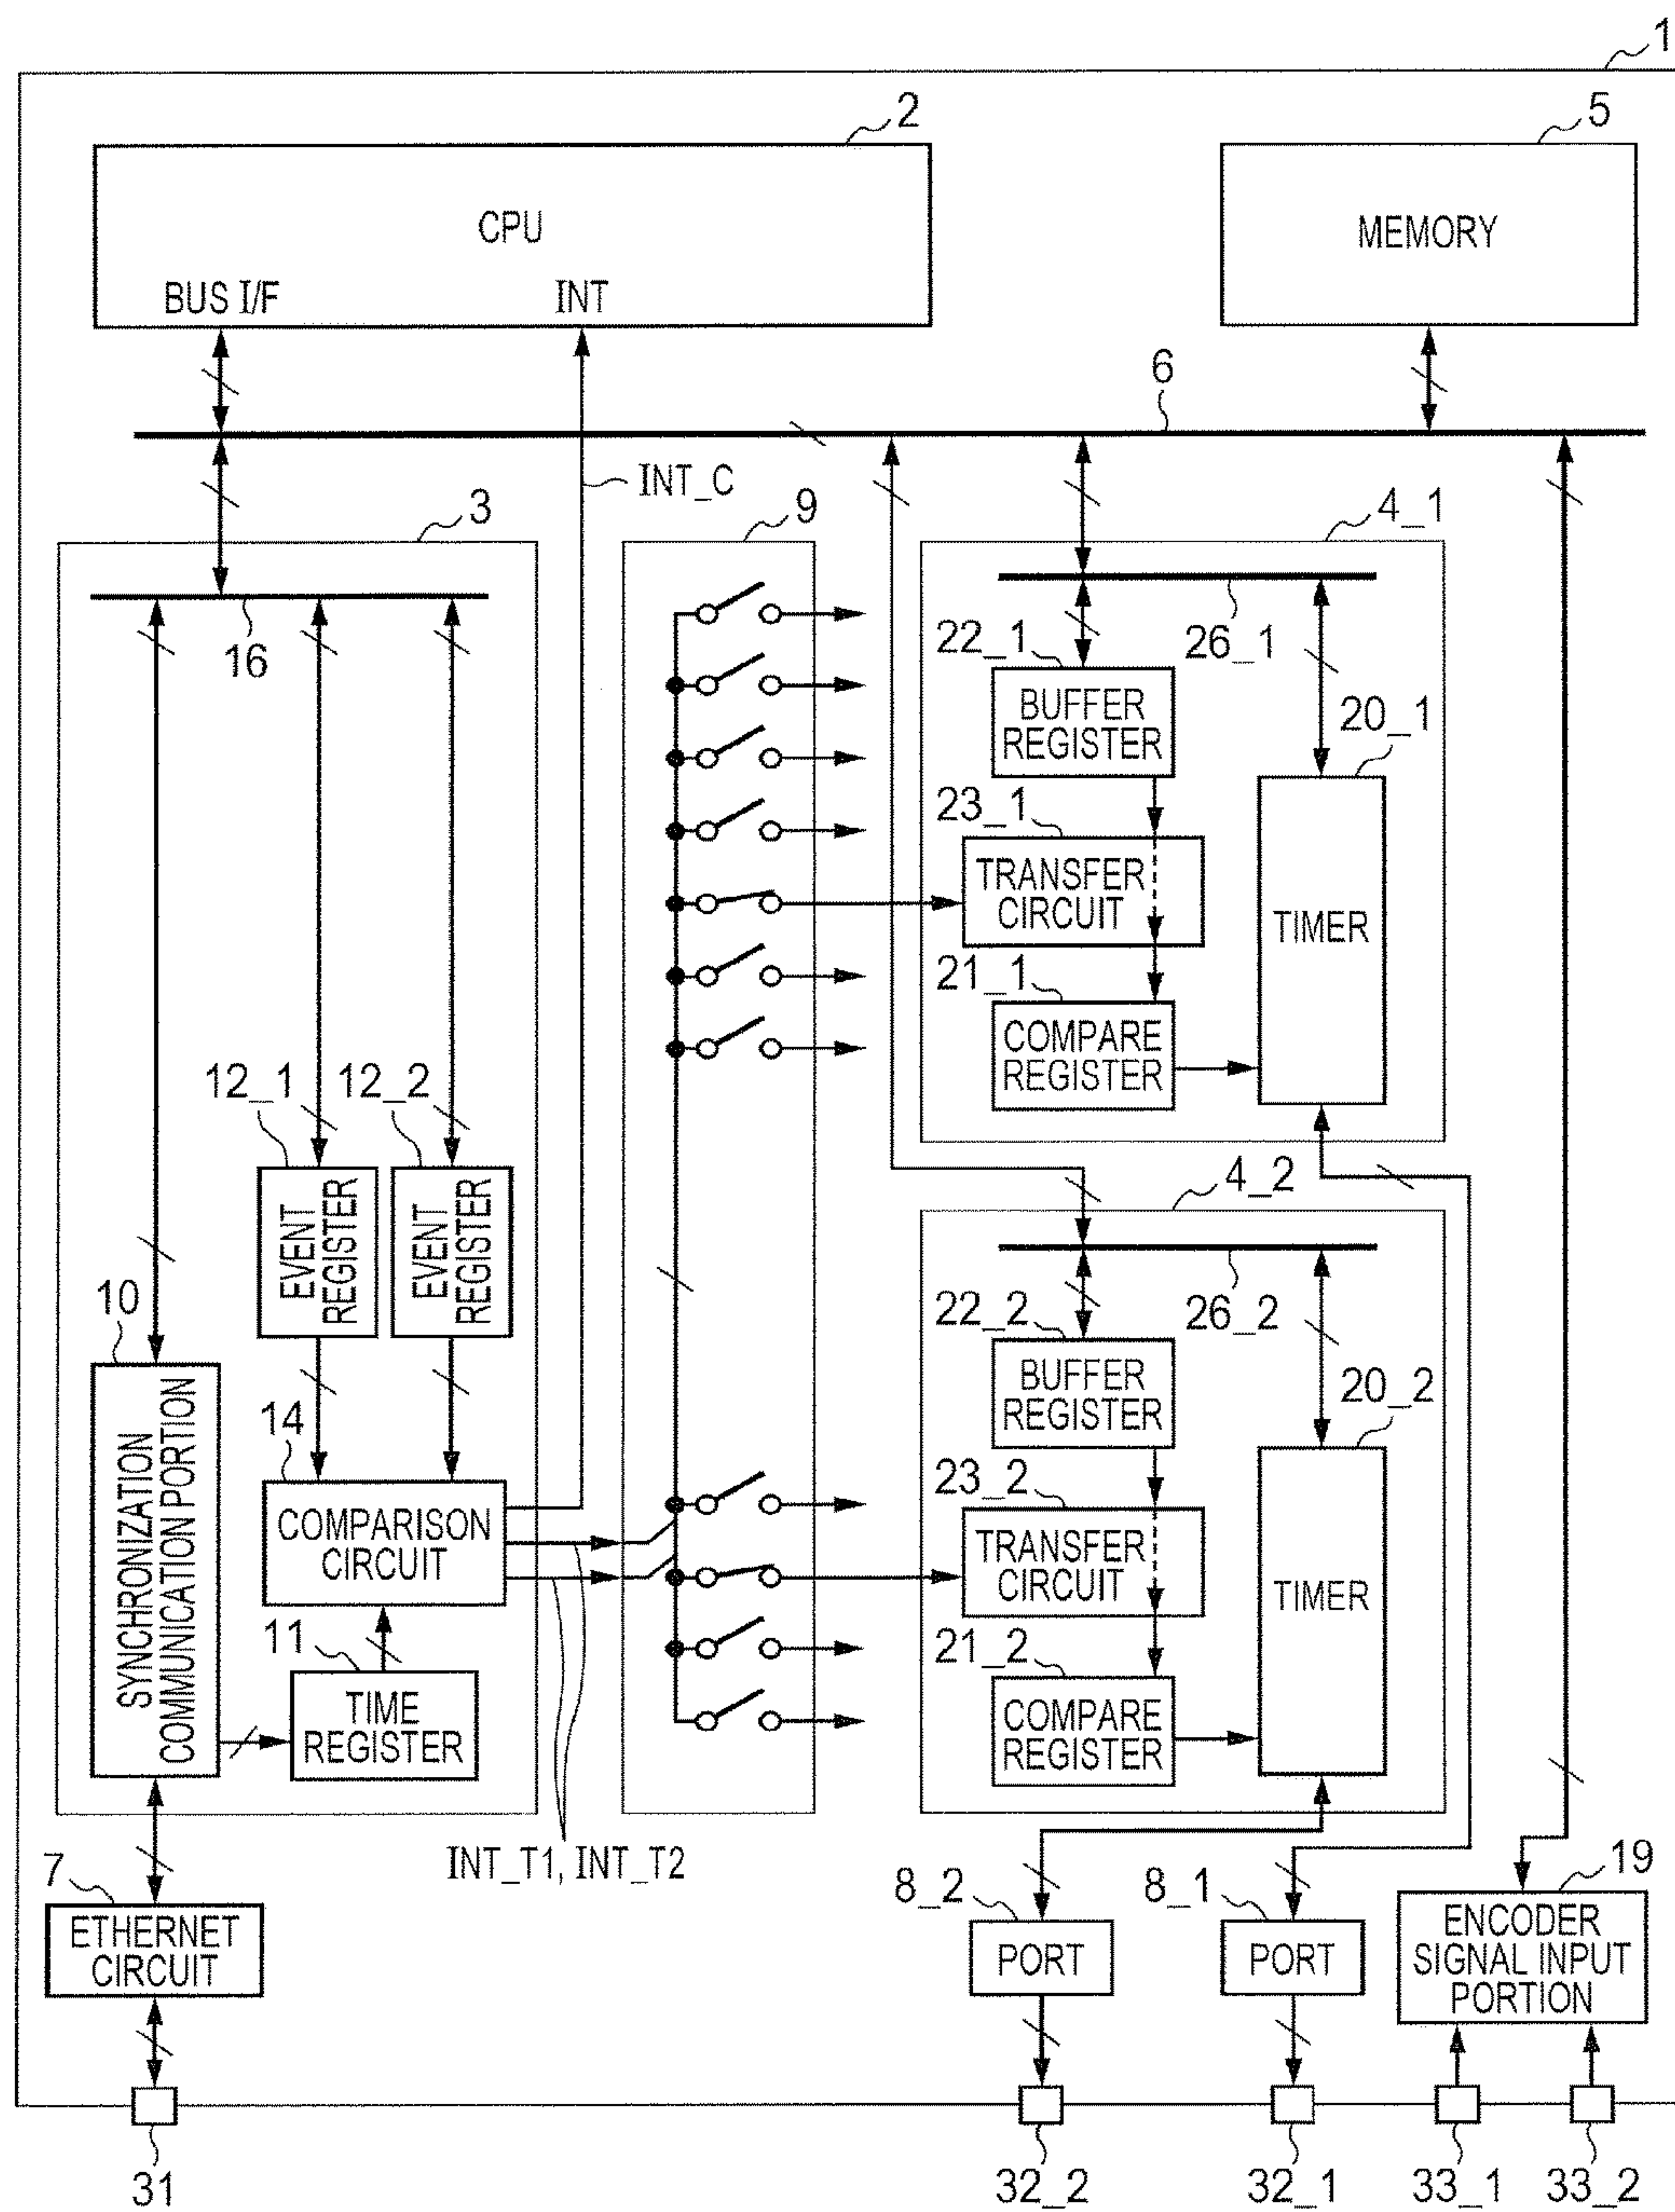 1
2
5
CPU
MEMORY
BUS I/F
INT
6
INT_C
3
9
4_1
16
22_1
26_1
BUFFER
REGISTER
20_1
23_1
TRANSFER
CIRCUIT
TIMER
21_1
COMPARE
REGISTER
12_1
12_2
4_2
EVENT
REGISTER
EVENT
REGISTER
10
22_2
26_2
BUFFER
REGISTER
20_2
14
SYNCHRONIZATION
COMMUNICATION PORTION
23_2
COMPARISON
CIRCUIT
TRANSFER
CIRCUIT
TIMER
11
21_2
TIME
REGISTER
COMPARE
REGISTER
INT_T1, INT_T2
7
8_2
8_1
19
ETHERNET
CIRCUIT
PORT
PORT
ENCODER
SIGNAL INPUT
PORTION
31
32_2
32_1
33_1
33_2